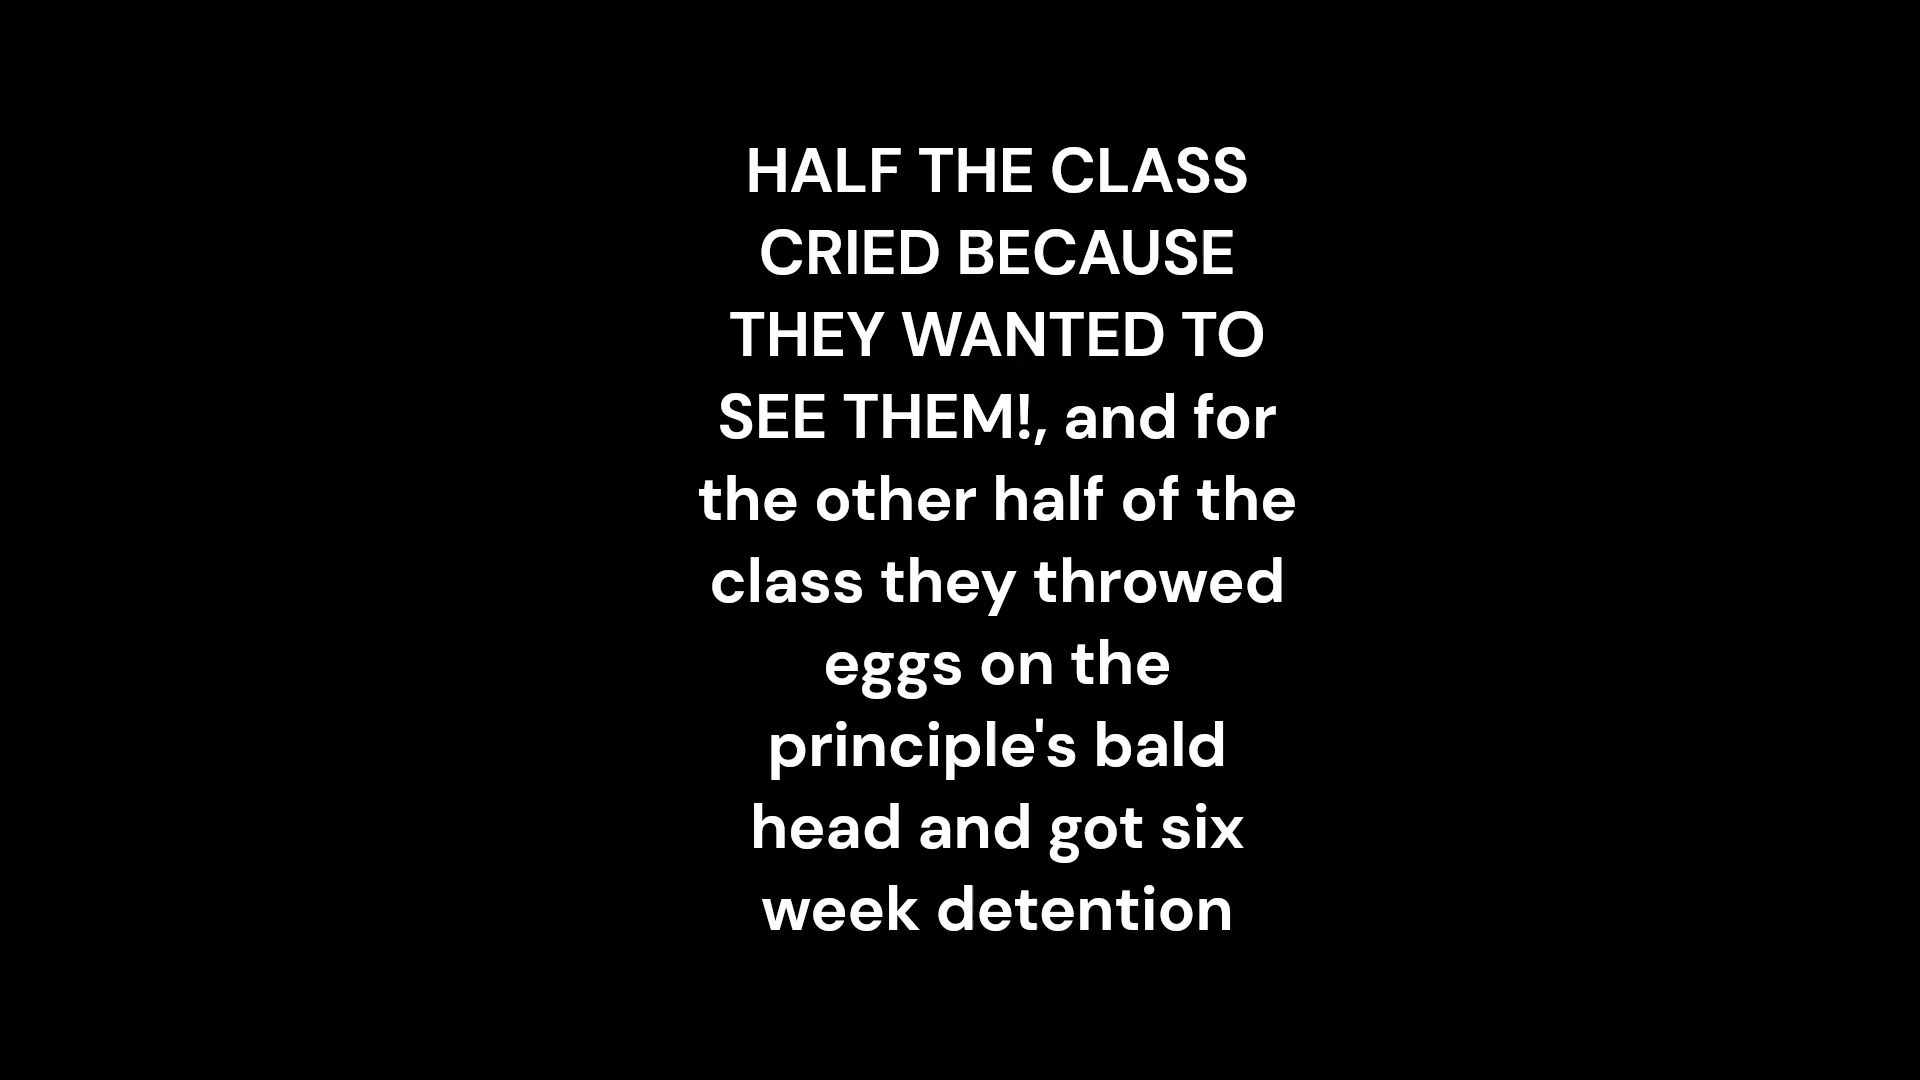 HALF THE CLASS
CRIED BECAUSE
THEY WANTED TO
SEE THEM!, and for
the other half of the
class they throwed
eggs on the
principle's bald
head and got six
week detention